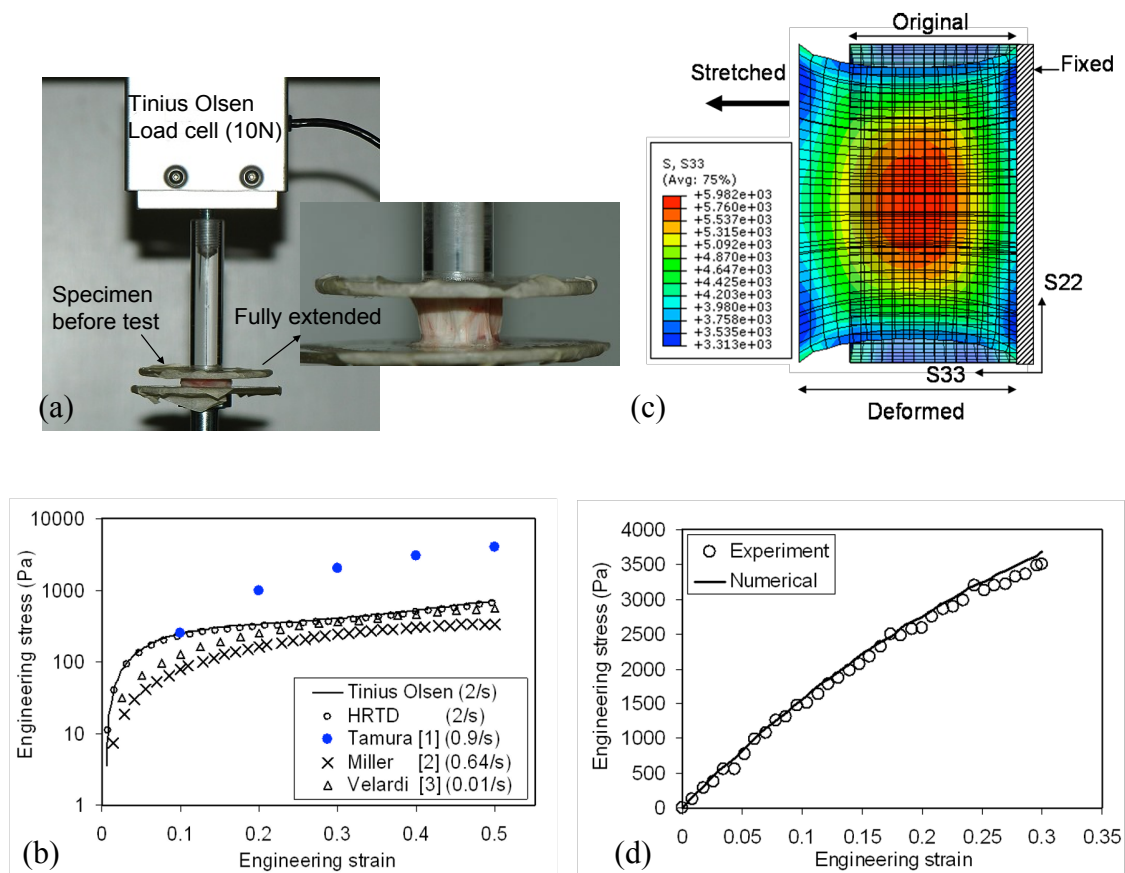 Tinius Olsen
Load cell (10N)
Specimen
before test
Fully extended
(a)
Original
Stretched
Fixed
S, S33
(Avg: 75%)
+5.982e+03
+5.760e+03
+5.537e+03
+5.315e+03
+5.092e+03
+4.870e+03
+4.647e+03
+4.425e+03
+4.203e+03
+3.980e+03
+3.758e+03
+3.535e+03
+3.313e+03
S22
S33
Deformed
(c)
Engineering stress (Pa)
10000
1000
100
10
1
0 0.1 0.2 0.3 0.4 0.5
Engineering strain
Tinius Olsen (2/s)
HRTD (2/s)
Tamura [1] (0.9/s)
Miller [2] (0.64/s)
Velardi [3] (0.01/s)
(b)
Engineering stress (Pa)
4000
3500
3000
2500
2000
1500
1000
500
0
0 0.05 0.1 0.15 0.2 0.25 0.3 0.35
Engineering strain
Experiment
Numerical
(d)